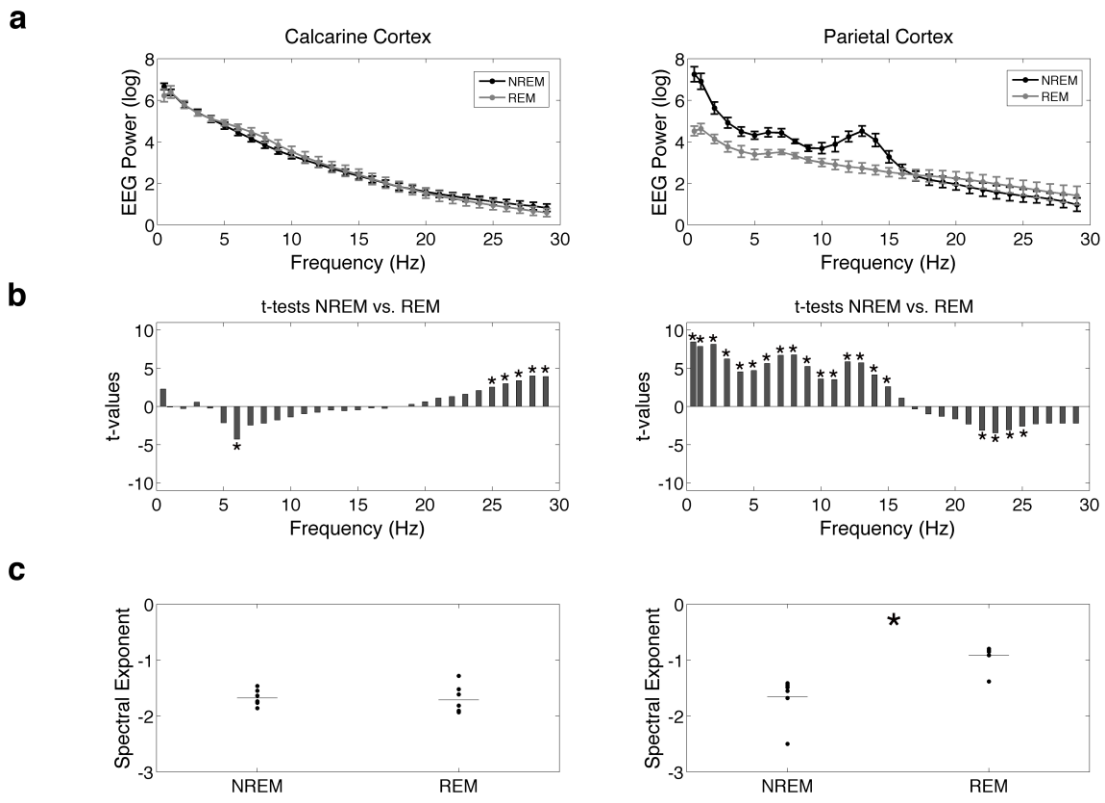 a
Calcarine Cortex
EEG Power (log)
8
6
4
2
0
NREM
REM
0 5 10 15 20 25 30
Frequency (Hz)
Parietal Cortex
EEG Power (log)
8
6
4
2
0
NREM
REM
0 5 10 15 20 25 30
Frequency (Hz)
b
t-tests NREM vs. REM
t-values
10
5
0
-5
-10
* * * * * *
0 5 10 15 20 25 30
Frequency (Hz)
t-tests NREM vs. REM
t-values
10
5
0
-5
-10
* * * * * * * * * * * * * * * *
* * * *
0 5 10 15 20 25 30
Frequency (Hz)
c
Spectral Exponent
0
-1
-2
-3
NREM REM
Spectral Exponent
0
-1
-2
-3
*
NREM REM